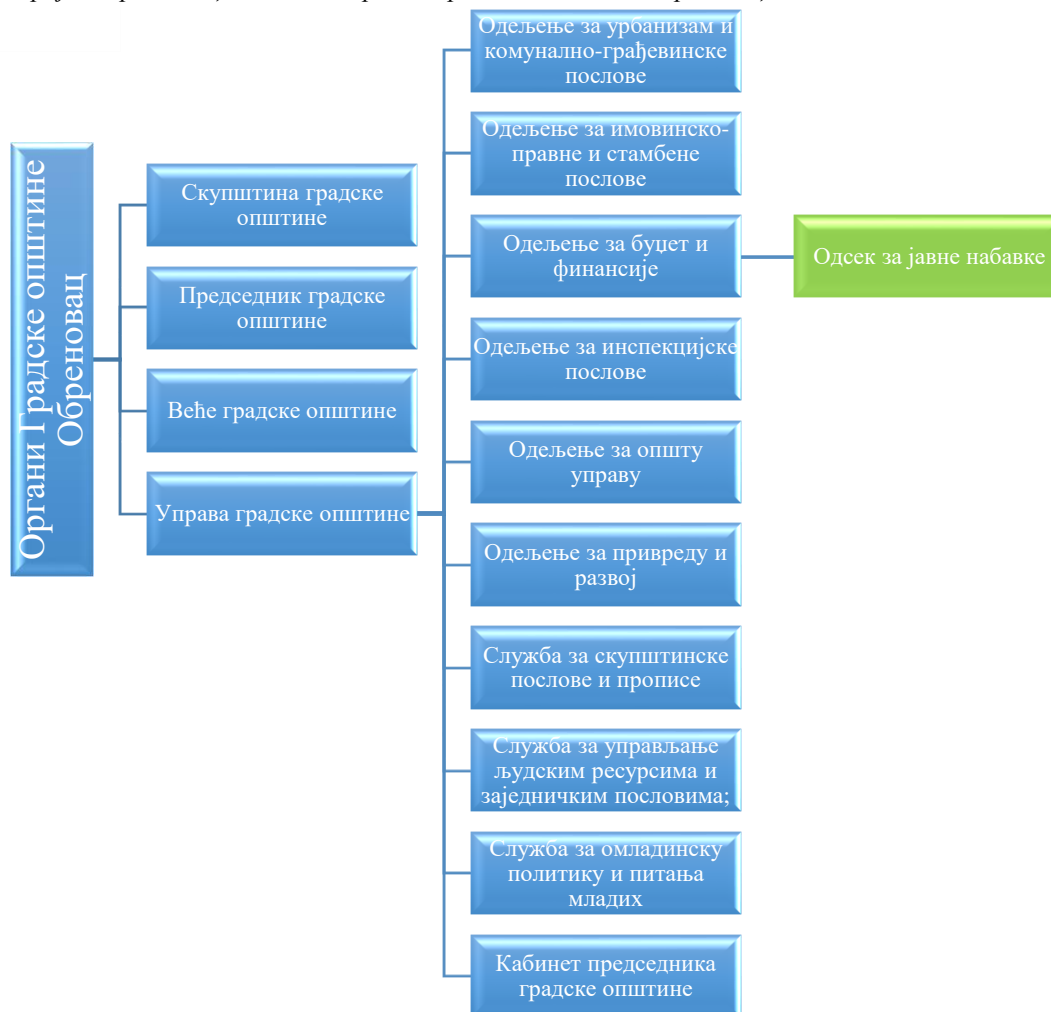 Органи Градске општине
Обреновац
Скупштина градске
општине
Председник градске
општине
Веће градске општине
Управа градске општине
Одељење за урбанизам и
комунално-грађевинске
послове
Одељење за имовинско-
правне и стамбене
послове
Одељење за буџет и
финансије
Одсек за јавне набавке
Одељење за инспекцијске
послове
Одељење за општу
управу
Одељење за привреду и
развој
Служба за скупштинске
послове и прописе
Служба за управљање
људским ресурсима и
заједничким пословима;
Служба за омладинску
политику и питања
младих
Кабинет председника
градске општине